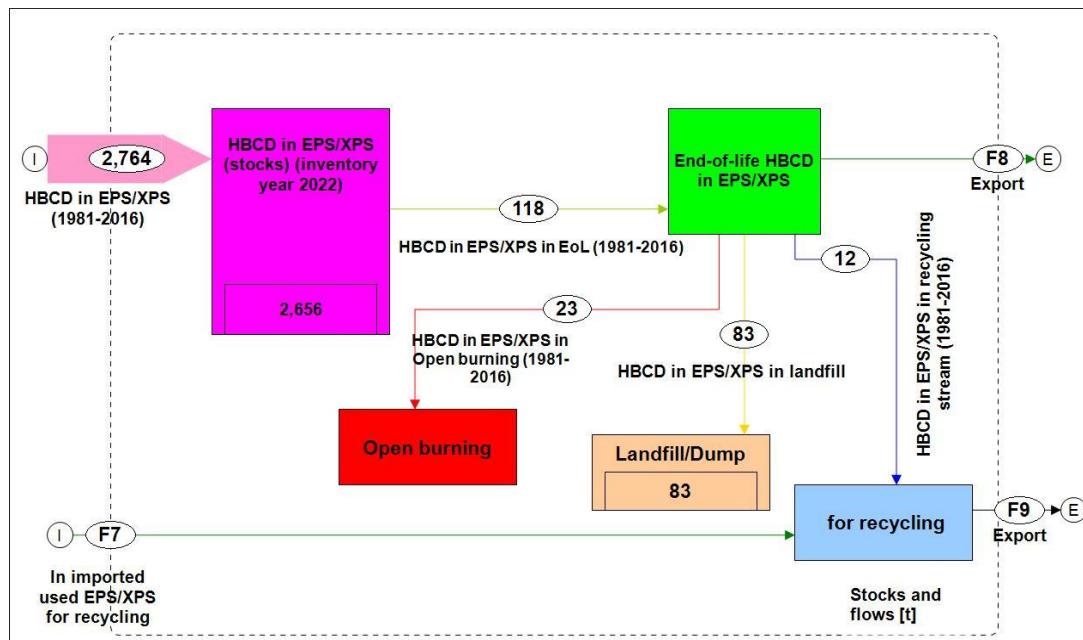 I
2,764
HBCD in EPS/XPS
(1981-2016)
HBCD in EPS/XPS
(stocks) (inventory
year 2022)
2,656
118
HBCD in EPS/XPS in EoL (1981-2016)
End-of-life HBCD
in EPS/XPS
F8
E
Export
12
HBCD in EPS/XPS in recycling
stream (1981-2016)
23
HBCD in EPS/XPS in
Open burning (1981-
2016)
83
HBCD in EPS/XPS in landfill
Open burning
Landfill/Dump
83
for recycling
F9
E
Export
I
F7
In imported
used EPS/XPS
for recycling
Stocks and
flows [t]